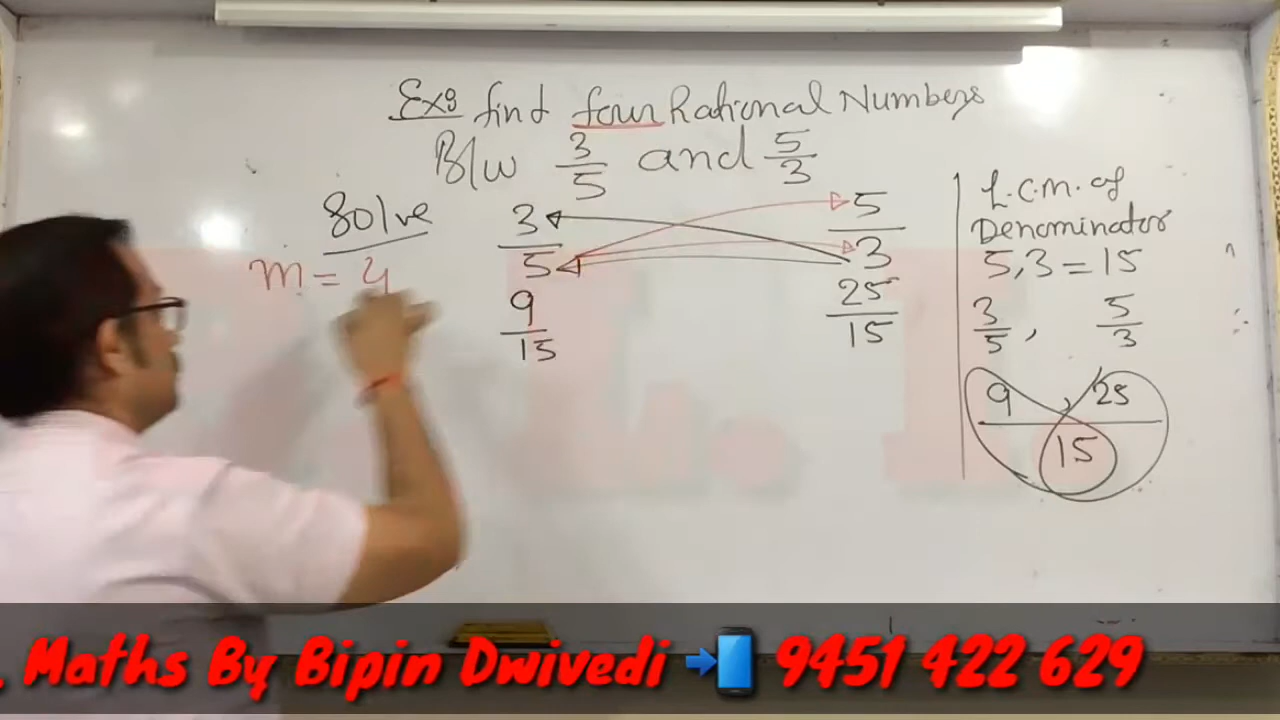 Ex9 find four Rational Numbers
B/w 3/5 and 5/3
Solve
m = 4
3/5
9/15
5/3
25/15
L.C.M. of
Denominator
5,3 = 15
3/5, 5/3
9, 25
15
Maths By Bipin Dwivedi 9451 422 629